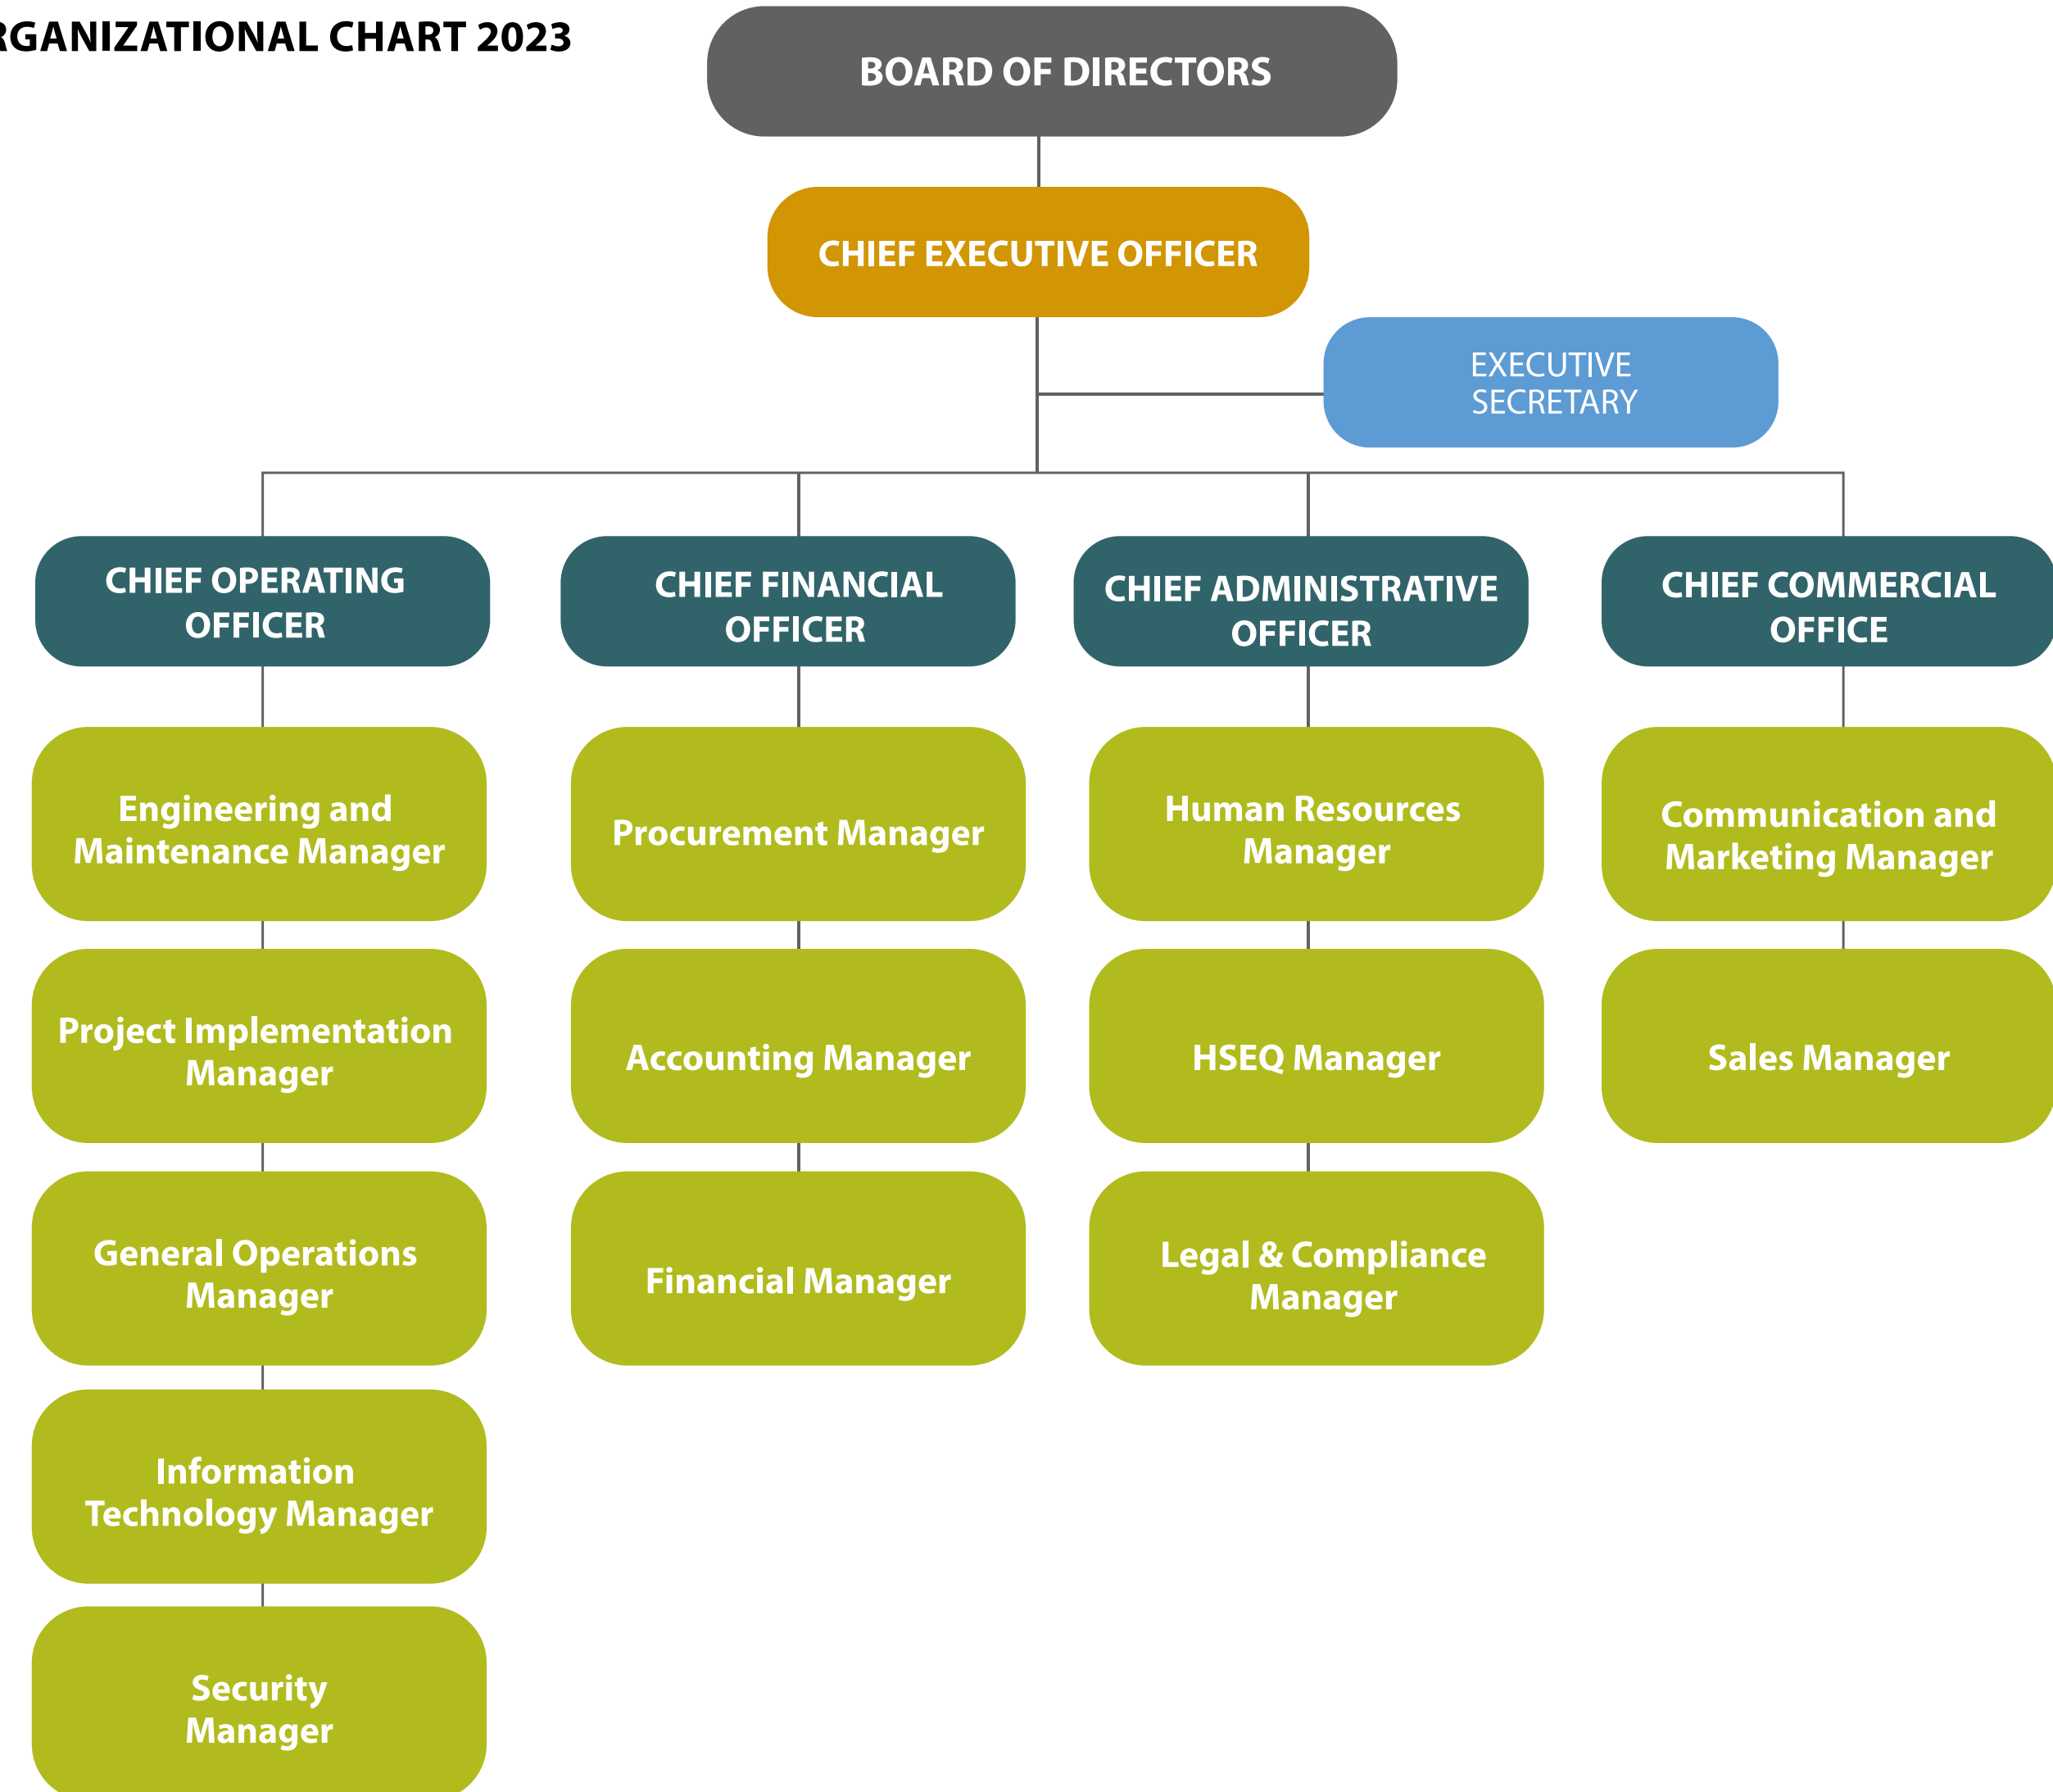 RGANIZATIONAL CHART 2023
BOARD OF DIRECTORS
CHIEF EXECUTIVE OFFICER
EXECUTIVE
SECRETARY
CHIEF OPERATING
OFFICER
CHIEF FINANCIAL
OFFICER
CHIEF ADMINISTRATIVE
OFFICER
CHIEF COMMERCIAL
OFFICE
Engineering and
Maintenance Manager
Procurement Manager
Human Resources
Manager
Communication and
Marketing Manager
Project Implementation
Manager
Accounting Manager
HSEQ Manager
Sales Manager
General Operations
Manager
Financial Manager
Legal & Compliance
Manager
Information
Technology Manager
Security
Manager